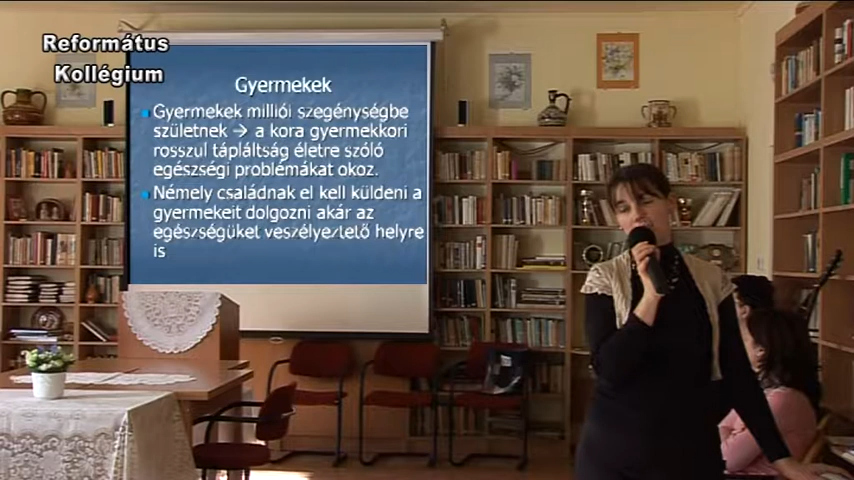 Református
Kollégium
Gyermekek
Gyermekek milliói szegénységbe
születnek → a kora gyermekkori
rosszul tápláltság életre szóló
egészségi problémákat okoz.
Némely családnak el kell küldeni a
gyermekeit dolgozni akár az
egészségüket veszélyeztető helyre
is